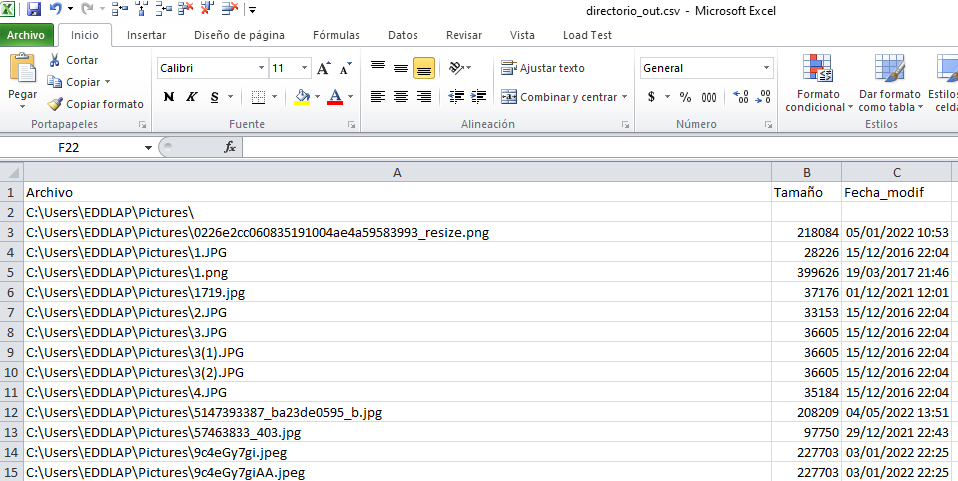 directorio_out.csv - Microsoft Excel
Archivo Inicio Insertar Diseño de página Fórmulas Datos Revisar Vista Load Test
Pegar
Cortar
Copiar
Copiar formato
Portapapeles
Calibri 11 A A
N K S A
Fuente
Ajustar texto
Combinar y centrar
Alineación
General
$ % 000
Número
Formato condicional
Dar formato como tabla
Estilos
Estilos
F22 fx
A B C
1 Archivo Tamaño Fecha_modif
2 C:\Users\EDDLAP\Pictures\
3 C:\Users\EDDLAP\Pictures\0226e2cc060835191004ae4a59583993_resize.png 218084 05/01/2022 10:53
4 C:\Users\EDDLAP\Pictures\1.JPG 28226 15/12/2016 22:04
5 C:\Users\EDDLAP\Pictures\1.png 399626 19/03/2017 21:46
6 C:\Users\EDDLAP\Pictures\1719.jpg 37176 01/12/2021 12:01
7 C:\Users\EDDLAP\Pictures\2.JPG 33153 15/12/2016 22:04
8 C:\Users\EDDLAP\Pictures\3.JPG 36605 15/12/2016 22:04
9 C:\Users\EDDLAP\Pictures\3(1).JPG 36605 15/12/2016 22:04
10 C:\Users\EDDLAP\Pictures\3(2).JPG 36605 15/12/2016 22:04
11 C:\Users\EDDLAP\Pictures\4.JPG 35184 15/12/2016 22:04
12 C:\Users\EDDLAP\Pictures\5147393387_ba23de0595_b.jpg 208209 04/05/2022 13:51
13 C:\Users\EDDLAP\Pictures\57463833_403.jpg 97750 29/12/2021 22:43
14 C:\Users\EDDLAP\Pictures\9c4eGy7gi.jpeg 227703 03/01/2022 22:25
15 C:\Users\EDDLAP\Pictures\9c4eGy7giAA.jpeg 227703 03/01/2022 22:25